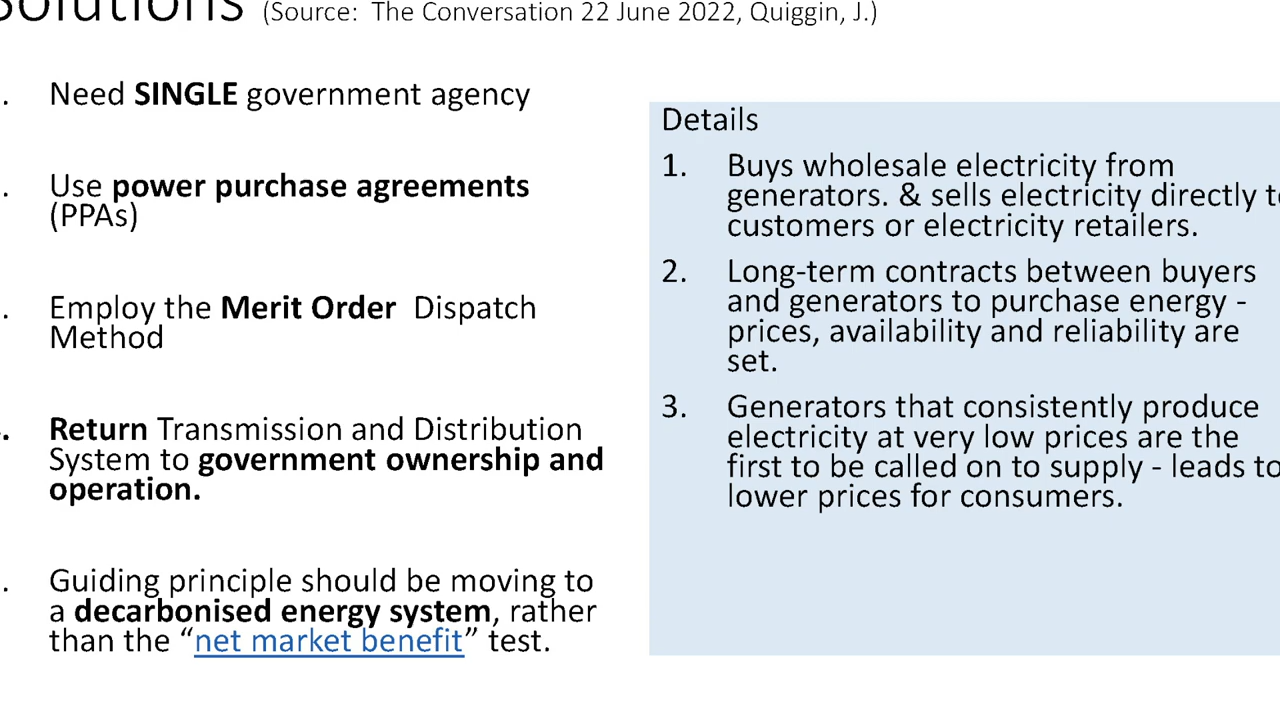 Solutions (Source: The Conversation 22 June 2022, Quiggin, J.)
. Need SINGLE government agency
. Use power purchase agreements
(PPAs)
. Employ the Merit Order Dispatch
Method
. Return Transmission and Distribution
System to government ownership and
operation.
. Guiding principle should be moving to
a decarbonised energy system, rather
than the “net market benefit” test.
Details
1. Buys wholesale electricity from
generators. & sells electricity directly to
customers or electricity retailers.
2. Long-term contracts between buyers
and generators to purchase energy -
prices, availability and reliability are
set.
3. Generators that consistently produce
electricity at very low prices are the
first to be called on to supply - leads to
lower prices for consumers.